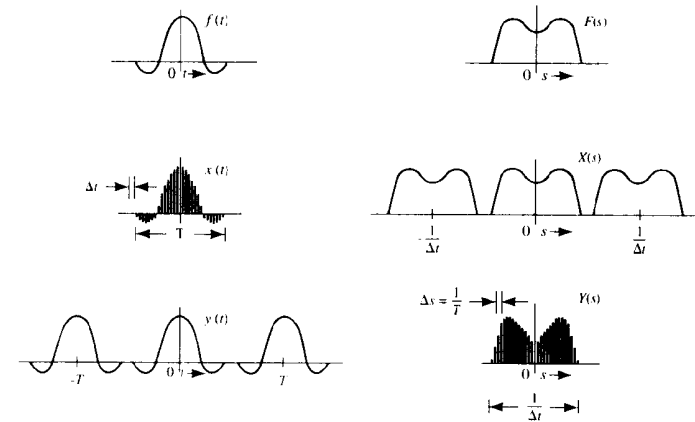 f (t)
0 t
F(s)
0 s
x (t)
Δt
T
X(s)
-1/Δt
0 s
1/Δt
y (t)
-T
0 t
T
Δs = 1/T
Y(s)
0 s
1/Δt